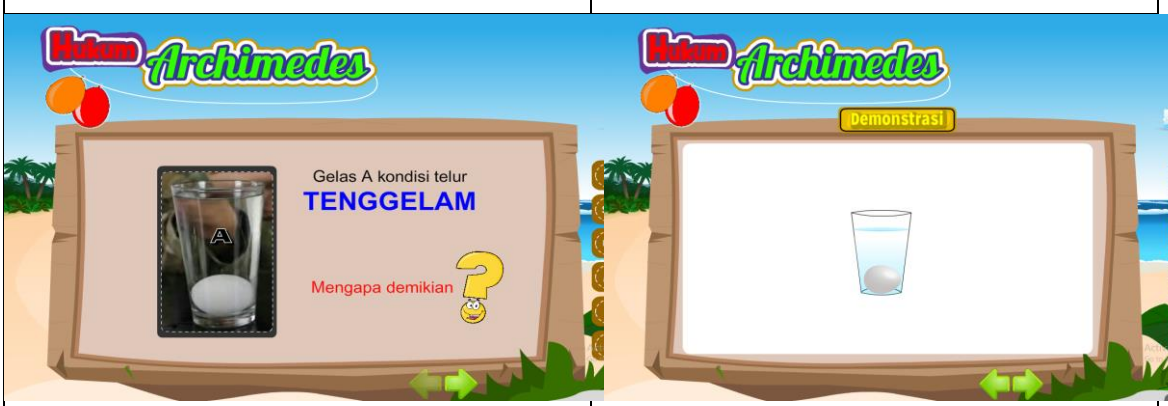 Hukum
Archimedes
Gelas A kondisi telur
TENGGELAM
A
Mengapa demikian
?
Hukum
Archimedes
Demonstrasi